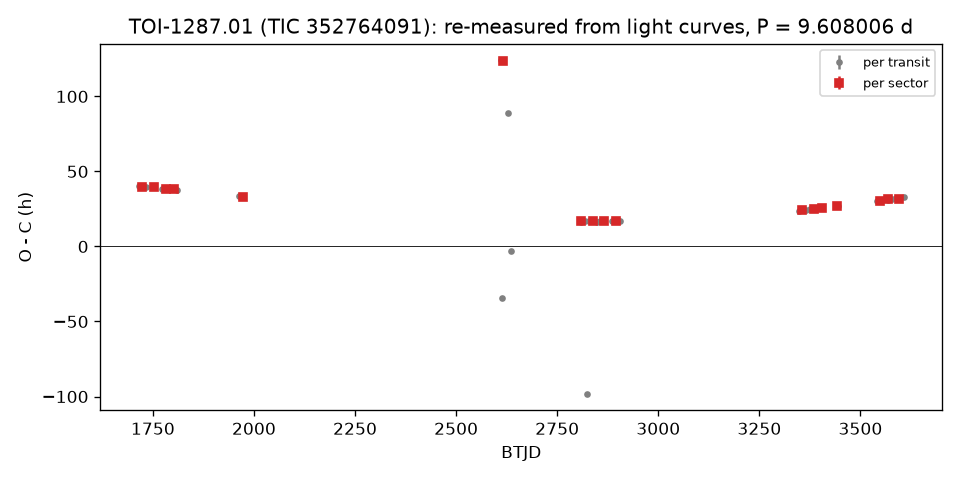 TOI-1287.01 (TIC 352764091): re-measured from light curves, P = 9.608006 d
per transit
per sector
100
50
0
−50
−100
O - C (h)
1750 2000 2250 2500 2750 3000 3250 3500
BTJD